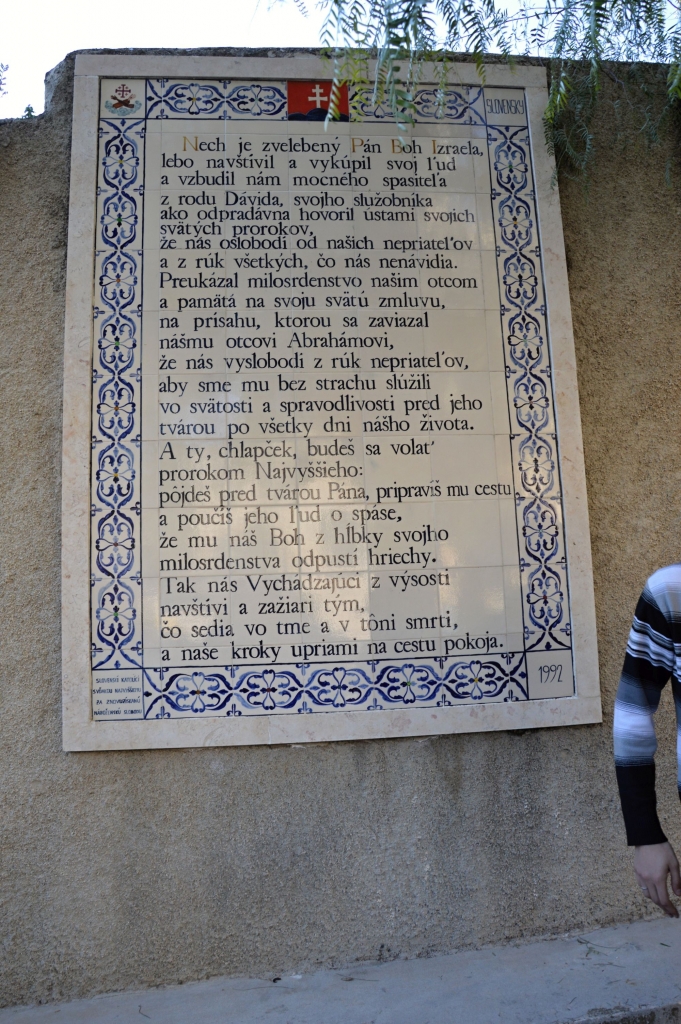 SLOVENSKY
Nech je zvelebený Pán Boh Izraela,
lebo navštívil a vykúpil svoj ľud
a vzbudil nám mocného spasiteľa
z rodu Dávida, svojho služobníka
ako odpradávna hovoril ústami svojich
svätých prorokov,
že nás oslobodí od našich nepriateľov
a z rúk všetkých, čo nás nenávidia.
Preukázal milosrdenstvo našim otcom
a pamätá na svoju svätú zmluvu,
na prísahu, ktorou sa zaviazal
nášmu otcovi Abrahámovi,
že nás vyslobodí z rúk nepriateľov,
aby sme mu bez strachu slúžili
vo svätosti a spravodlivosti pred jeho
tvárou po všetky dni nášho života.
A ty, chlapček, budeš sa volať
prorokom Najvyššieho:
pôjdeš pred tvárou Pána, pripravíš mu cestu
a poučíš jeho ľud o spáse,
že mu náš Boh z hĺbky svojho
milosrdenstva odpustí hriechy.
Tak nás Vychádzajúci z výsosti
navštívi a zažiari tým,
čo sedia vo tme a v tôni smrti,
a naše kroky upriami na cestu pokoja.
SLOVENSKÍ KATOLÍCI
1992